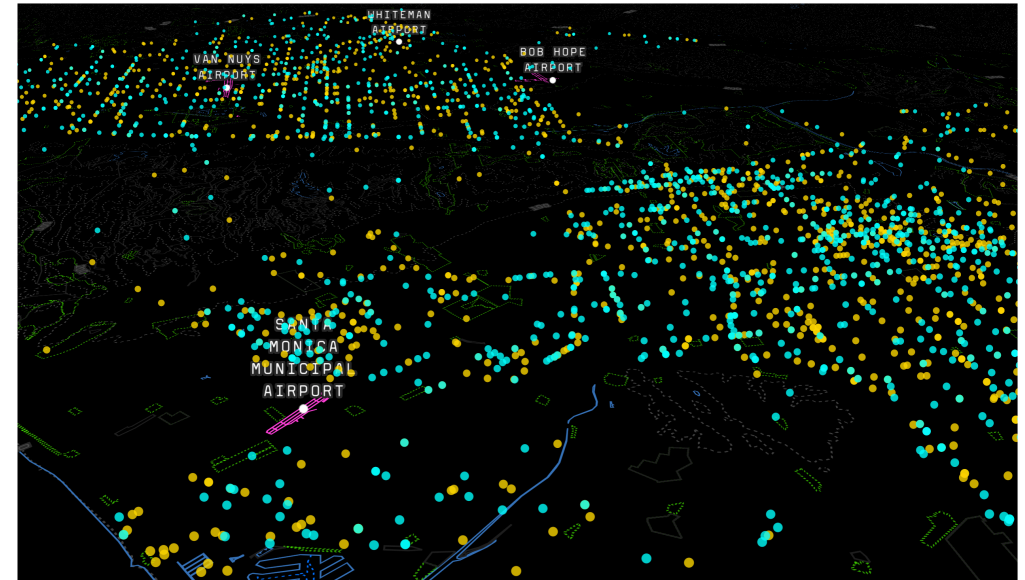 WHITEMAN
AIRPORT
BOB HOPE
AIRPORT
VAN NUYS
AIRPORT
SANTA
MONICA
MUNICIPAL
AIRPORT